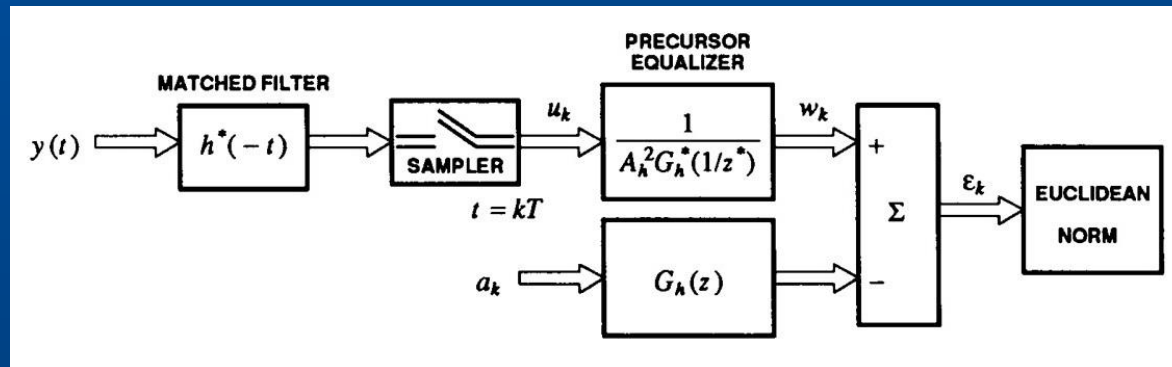 PRECURSOR
EQUALIZER
MATCHED FILTER
y(t)
h*(-t)
SAMPLER
t = kT
u_k
1
A_h^2 G_h^*(1/z^*)
w_k
+
Σ
-
ε_k
EUCLIDEAN
NORM
a_k
G_h(z)